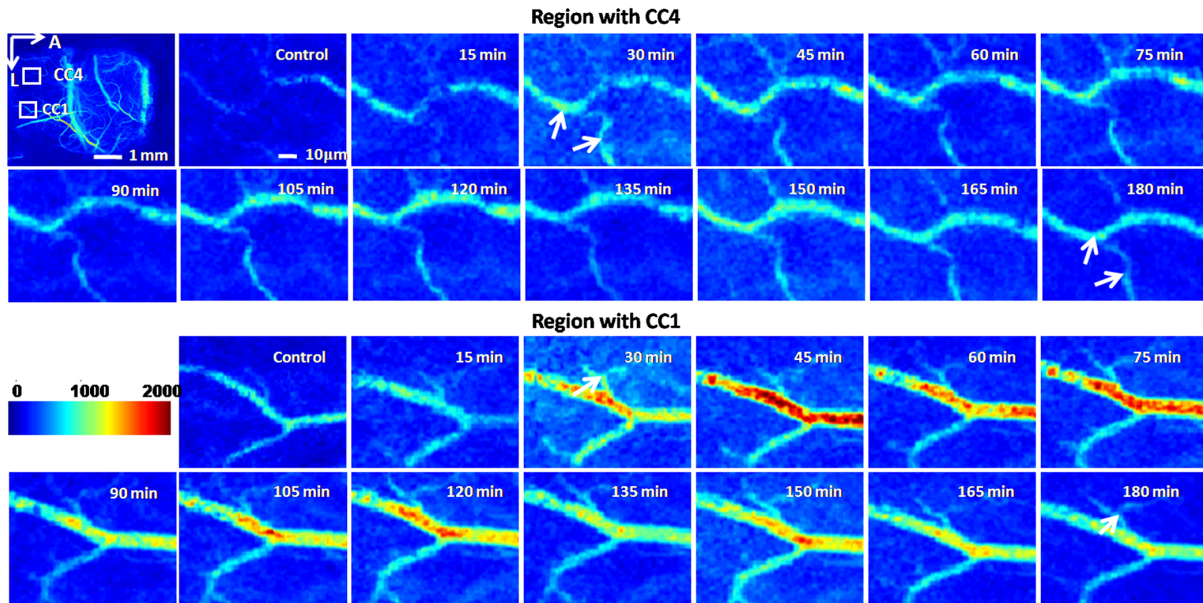 Region with CC4
A
L
CC4
CC1
1 mm
Control
10μm
15 min
30 min
45 min
60 min
75 min
90 min
105 min
120 min
135 min
150 min
165 min
180 min
Region with CC1
0 1000 2000
Control
15 min
30 min
45 min
60 min
75 min
90 min
105 min
120 min
135 min
150 min
165 min
180 min